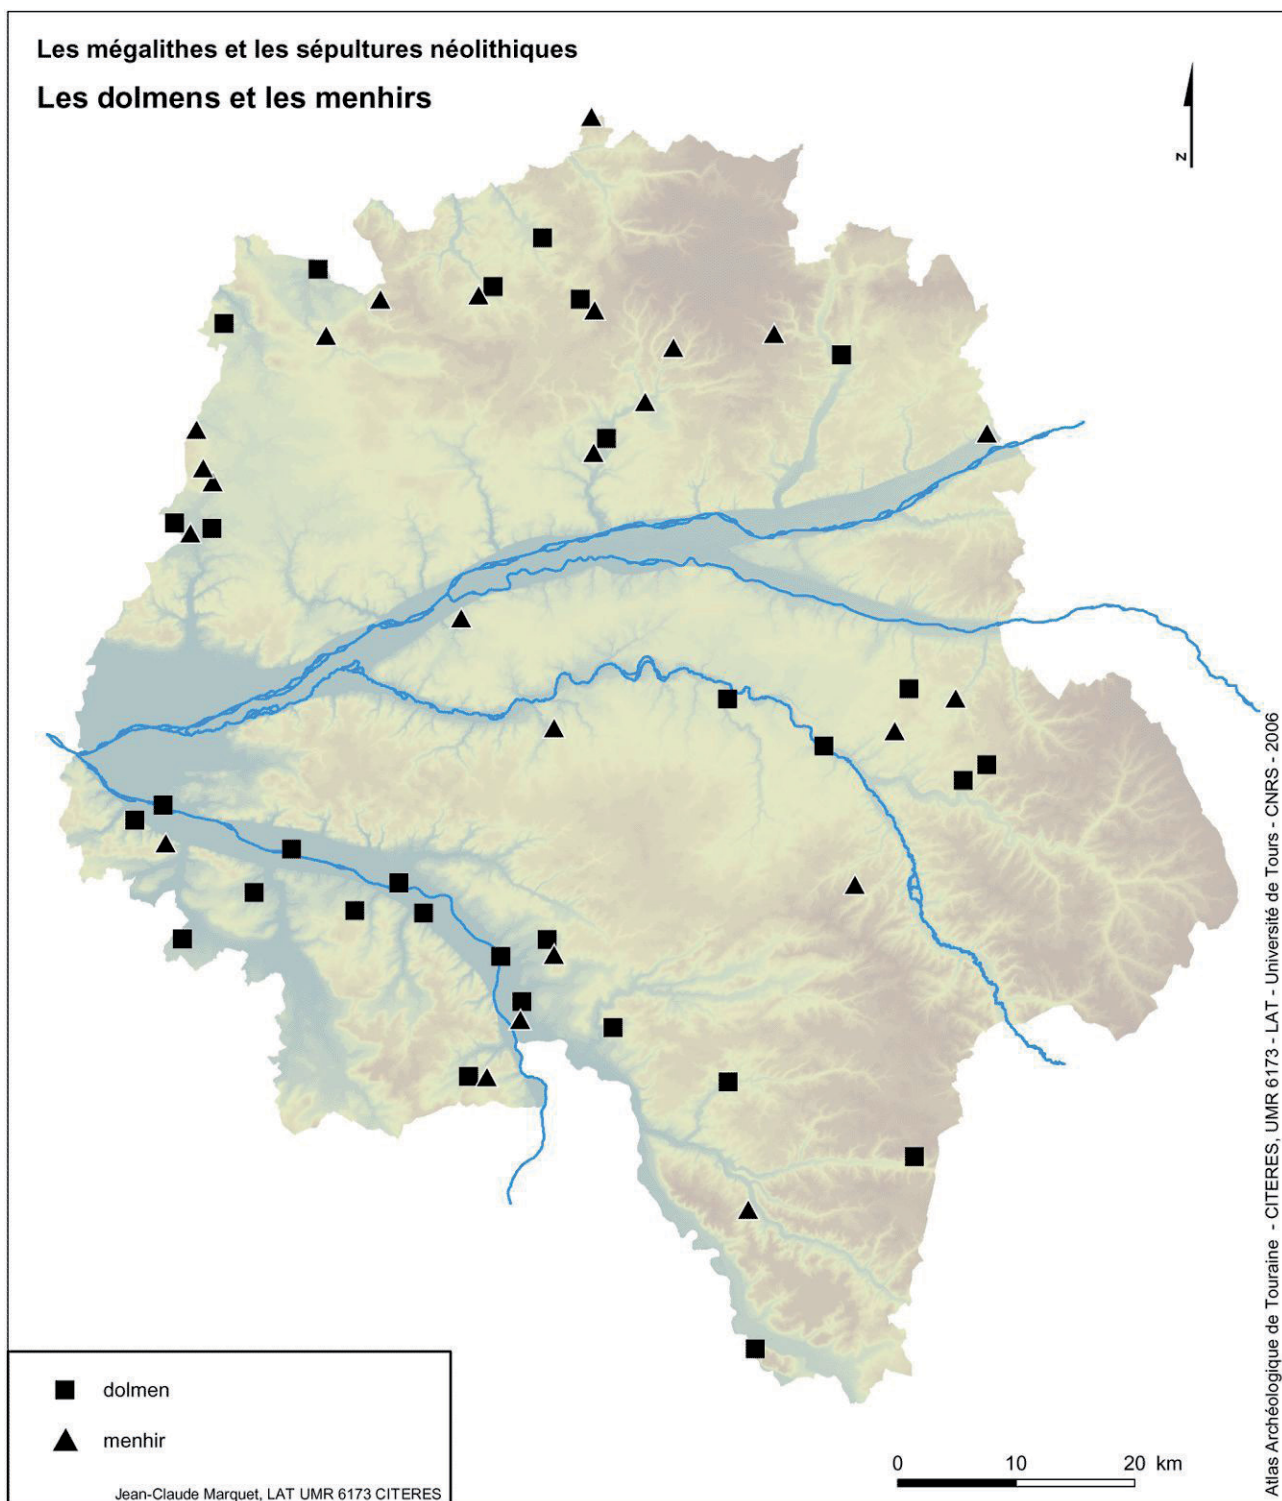 Les mégalithes et les sépultures néolithiques
Les dolmens et les menhirs
N
dolmen
menhir
Jean-Claude Marquet, LAT UMR 6173 CITERES
0 10 20 km
Atlas Archéologique de Touraine - CITERES, UMR 6173 - LAT - Université de Tours - CNRS - 2006